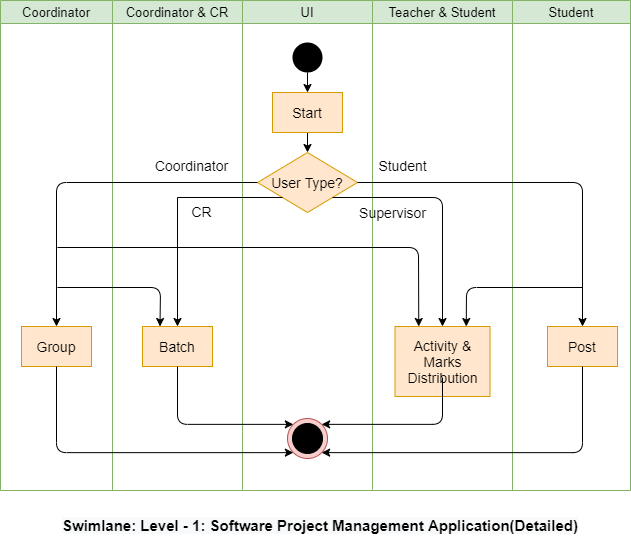 Coordinator
Coordinator & CR
UI
Teacher & Student
Student
Start
Coordinator
User Type?
Student
CR
Supervisor
Group
Batch
Activity &
Marks
Distribution
Post
Swimlane: Level - 1: Software Project Management Application(Detailed)